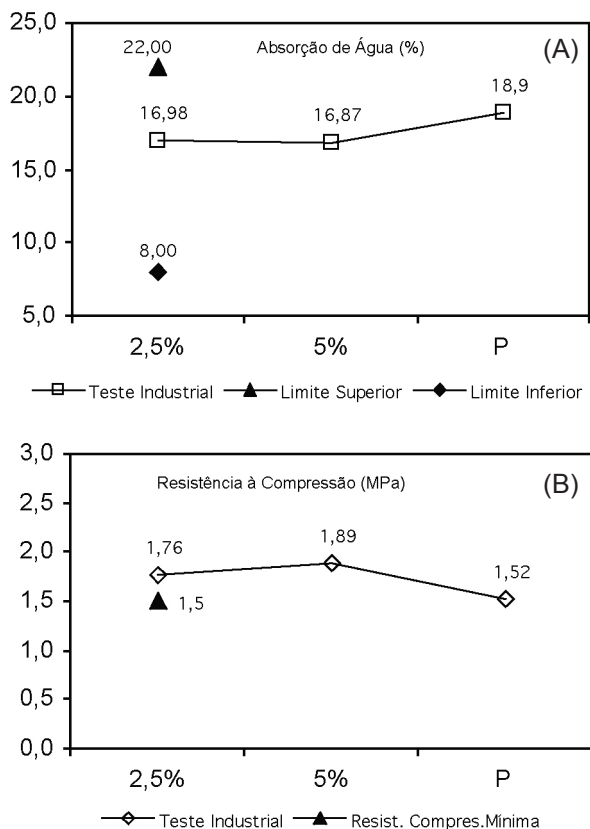 25,0
Absorção de Água (%)
(A)
22,00
20,0
18,9
16,98
16,87
15,0
10,0
8,00
5,0
2,5% 5% P
Teste Industrial Limite Superior Limite Inferior
3,0
Resistência à Compressão (MPa)
(B)
2,5
2,0
1,76
1,89
1,52
1,5
1,5
1,0
0,5
0,0
2,5% 5% P
Teste Industrial Resist. Compres.Mínima